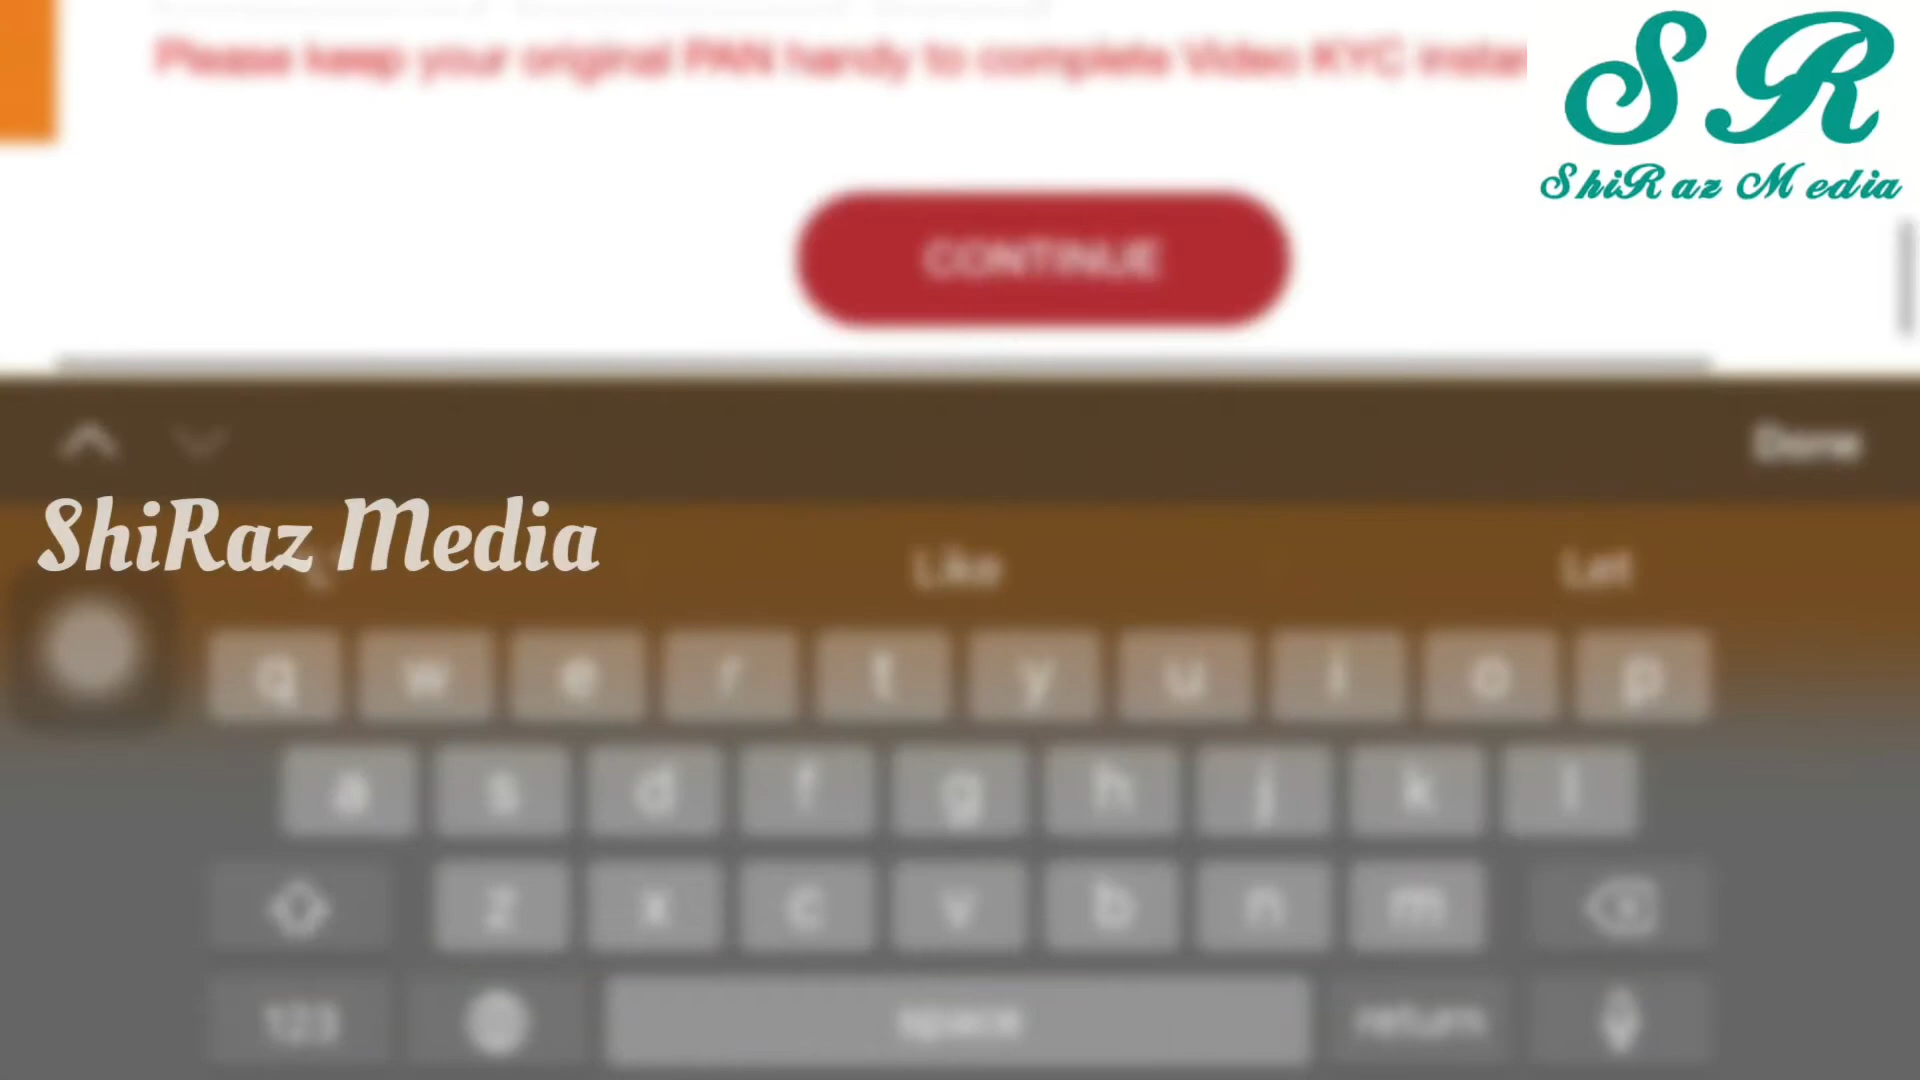 Please keep your original PAN handy to complete Video KYC
SR
ShiRaz Media
CONTINUE
Done
ShiRaz Media
Like
Let
q w e r t y u i o p
a s d f g h j k l
z x c v b n m
123
space
return